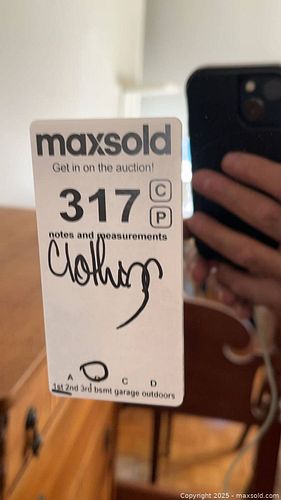 maxsold
Get in on the auction!
317 C
P
notes and measurements
Clothing
A B C D
1st 2nd 3rd bsmt garage outdoors
Copyright 2025 - maxsold.com